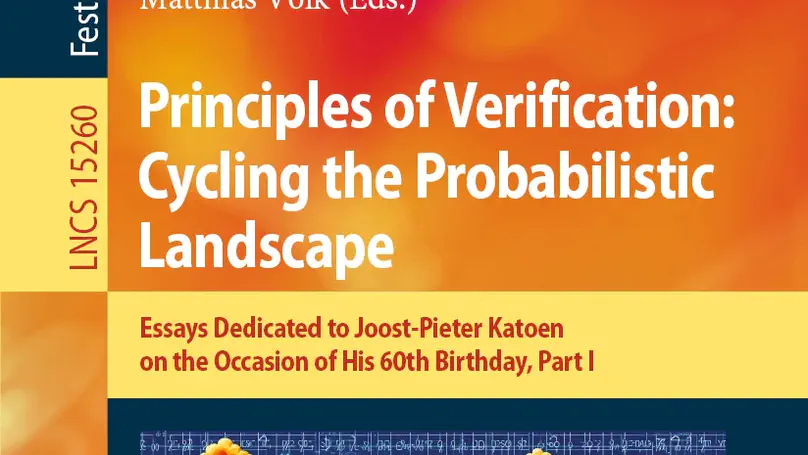 Matthias Volk (Eds.)
Fest
LNCS 15260
Principles of Verification:
Cycling the Probabilistic
Landscape
Essays Dedicated to Joost-Pieter Katoen
on the Occasion of His 60th Birthday, Part I